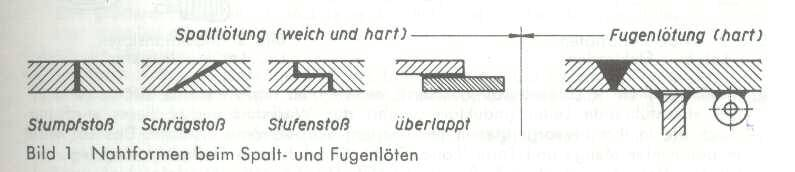 Spaltlötung (weich und hart)
Fugenlötung (hart)
Stumpfstoß Schrägstoß Stufenstoß überlappt
Bild 1 Nahtformen beim Spalt- und Fugenlöten